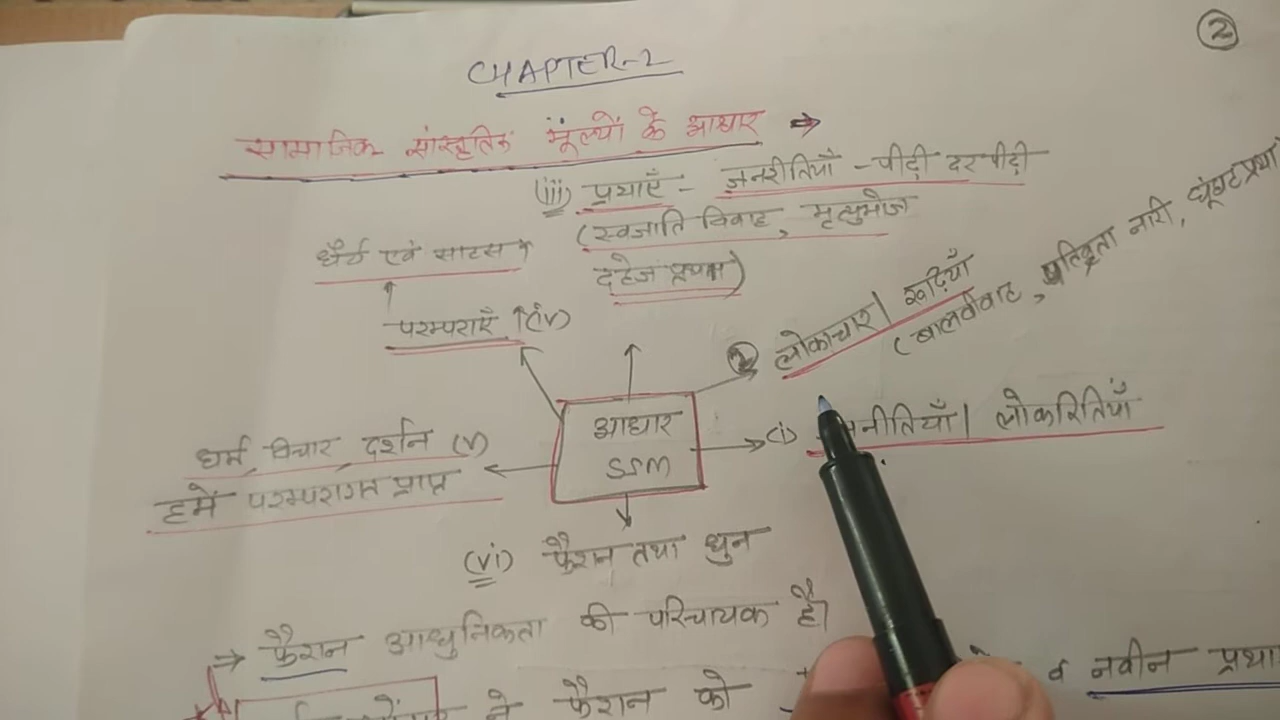 2
CHAPTER-2
सामाजिक सांस्कृतिक मूल्यों के आधार ⇒
(iii) प्रथाएँ - जनरीतियाँ - पीढ़ी दर पीढ़ी
(स्वजाति विवाह, मृत्युभोज
दहेज प्रथा)
धैर्य एवं साहस
परम्पराएँ (iv)
2 लोकाचार / रूढ़ियाँ
(बालविवाह, पतिव्रता नारी, घूंघट प्रथा
आधार
SSM
(i) नीतियाँ / लोकरितियाँ
धर्म, विचार, दर्शन (v)
हमें परम्परागत प्राप्त
(vi) फैशन तथा धुन
→ फैशन आधुनिकता की परिचायक है।
ने फैशन को व नवीन प्रथा